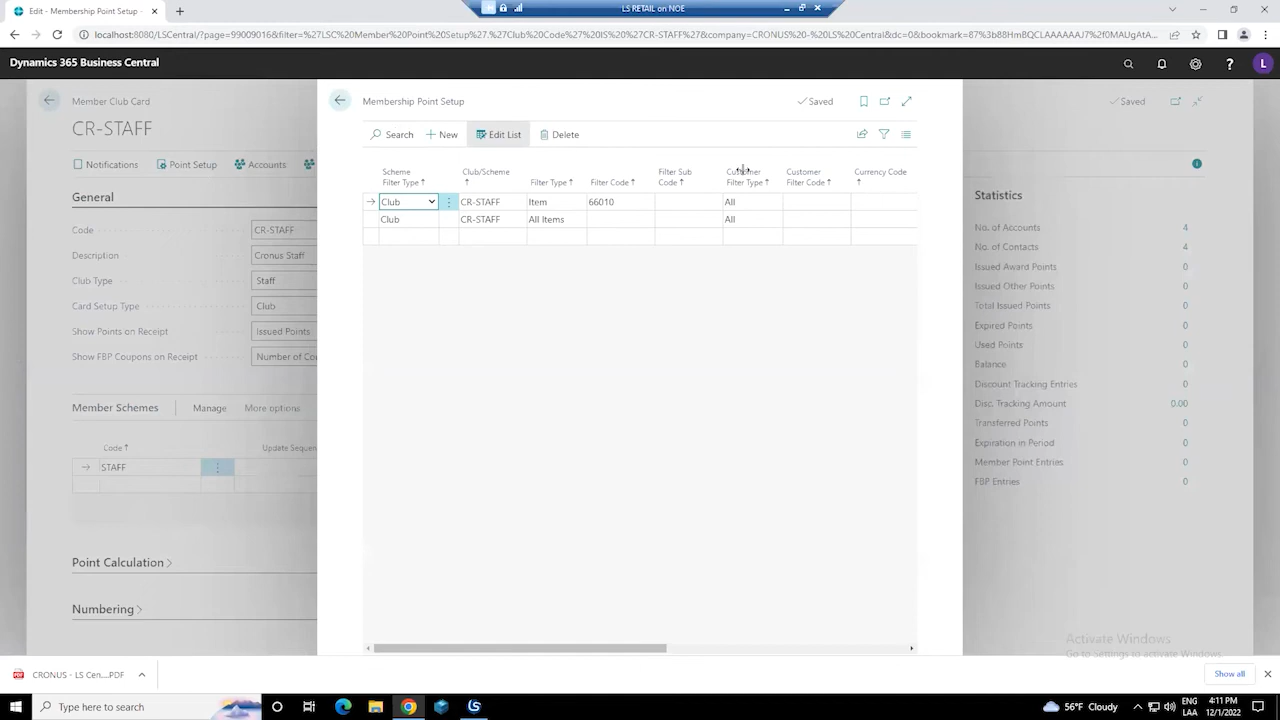 LS RETAIL on NOE
Edit - Membership Point Setup - ×
localhost:8080/LSCentral/?page=99009016&filter=%27LSC%20Member%20Point%20Setup%27.%27Club%20Code%27%20IS%20%27CR-STAFF%27&company=CRONUS%20-%20LS%20Central&dc=0&bookmark=87%3b88HmBQCLAAAAAJ7%2f0MAUgAtA...
Dynamics 365 Business Central
L
Member Club Card
Saved
CR-STAFF
Notifications
Point Setup
Accounts
General
Code
CR-STAFF
Description
Cronus Staff
Club Type
Staff
Card Setup Type
Club
Show Points on Receipt
Issued Points
Show FBP Coupons on Receipt
Number of Co
Member Schemes
Manage
More options
Code ↑
Update Sequen
STAFF
Point Calculation >
Numbering >
Membership Point Setup
Saved
Search
+ New
Edit List
Delete
Scheme Filter Type ↑
Club/Scheme ↑
Filter Type ↑
Filter Code ↑
Filter Sub Code ↑
Customer Filter Type ↑
Customer Filter Code ↑
Currency Code ↑
Club CR-STAFF Item 66010 All
Club CR-STAFF All Items All
Statistics
No. of Accounts 4
No. of Contacts 4
Issued Award Points 0
Issued Other Points 0
Total Issued Points 0
Expired Points 0
Used Points 0
Balance 0
Discount Tracking Entries 0
Disc. Tracking Amount 0.00
Transferred Points 0
Expiration in Period 0
Member Point Entries 0
FBP Entries 0
Activate Windows
Go to Settings to activate Windows.
CRONUS - LS Cen....PDF
Show all
Type here to search
56°F Cloudy
ENG
LAA
4:11 PM
12/1/2022